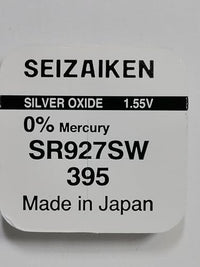 SEIZAIKEN
SILVER OXIDE 1.55V
0% Mercury
SR927SW
395
Made in Japan